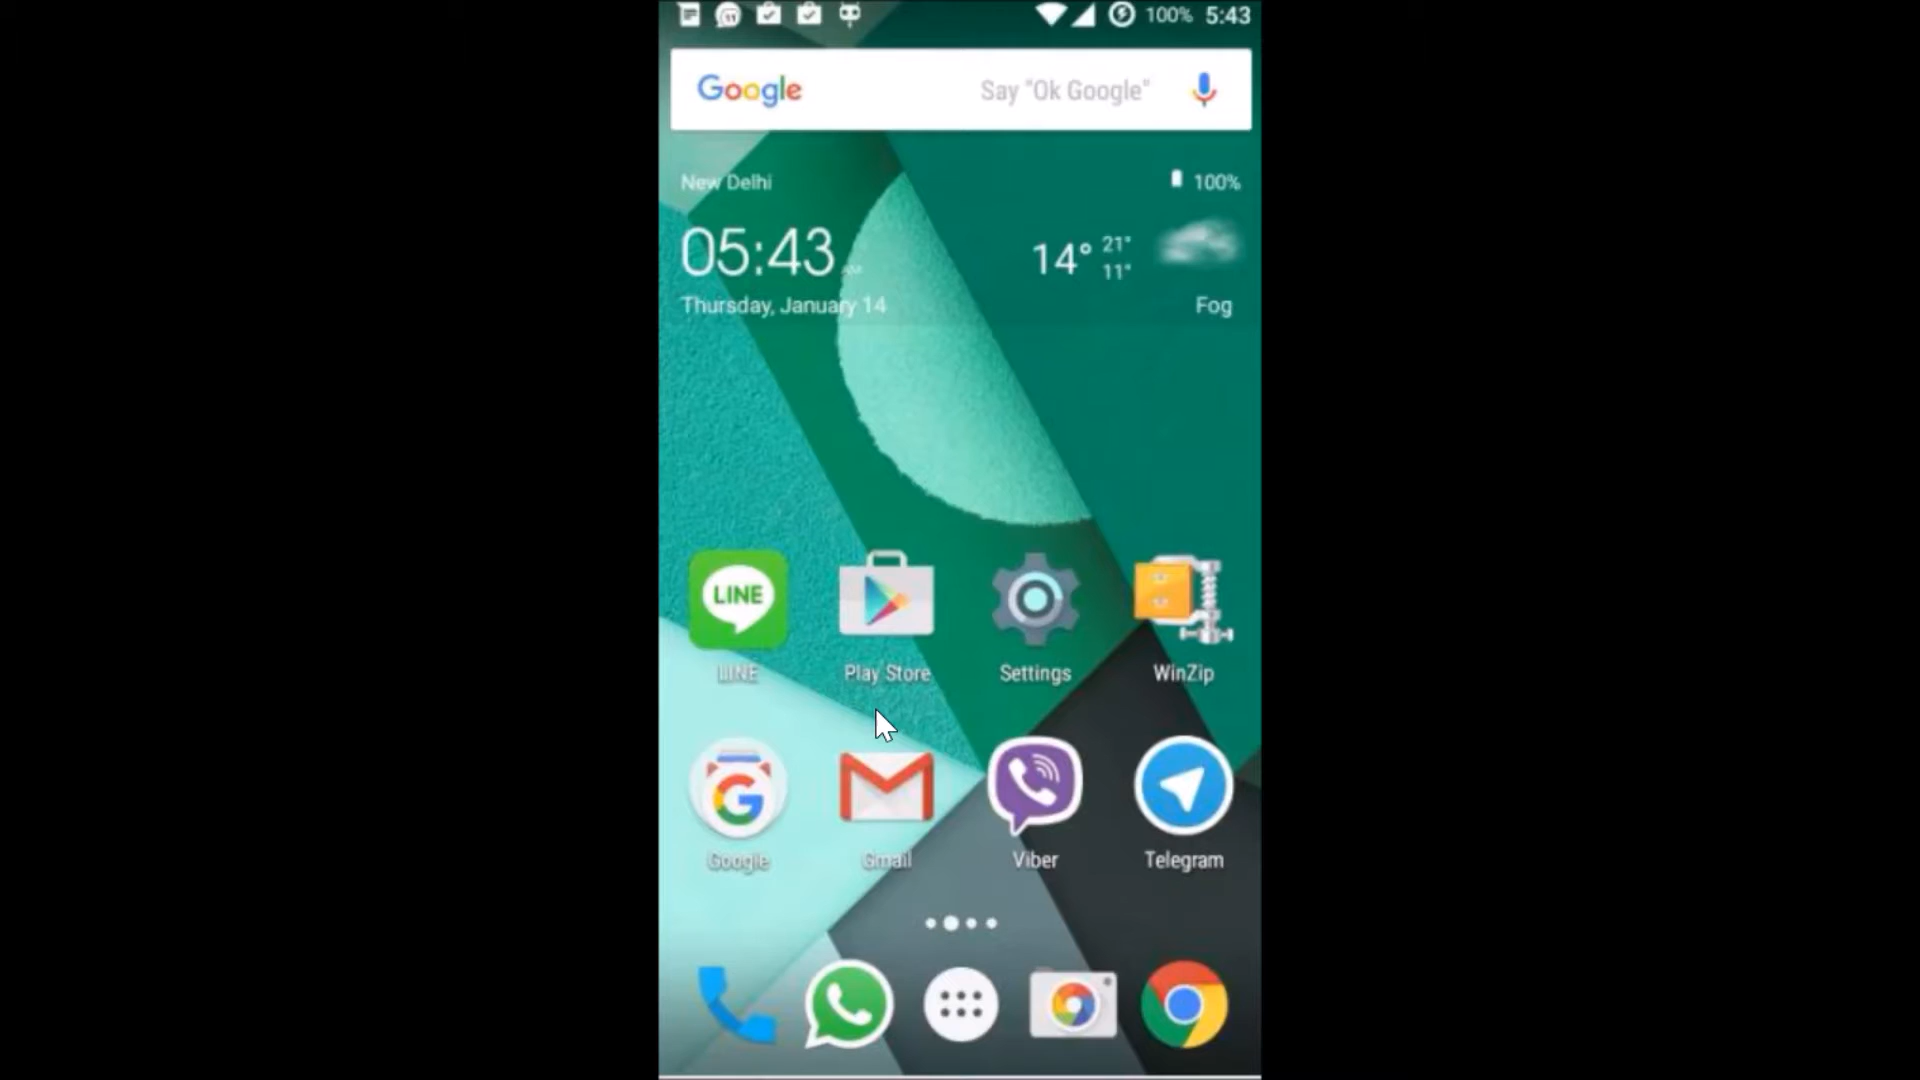 100% 5:43
Google Say "Ok Google"
New Delhi 100%
05:43 AM
14° 21°
11°
Thursday, January 14 Fog
LINE
LINE Play Store Settings WinZip
Google Gmail Viber Telegram